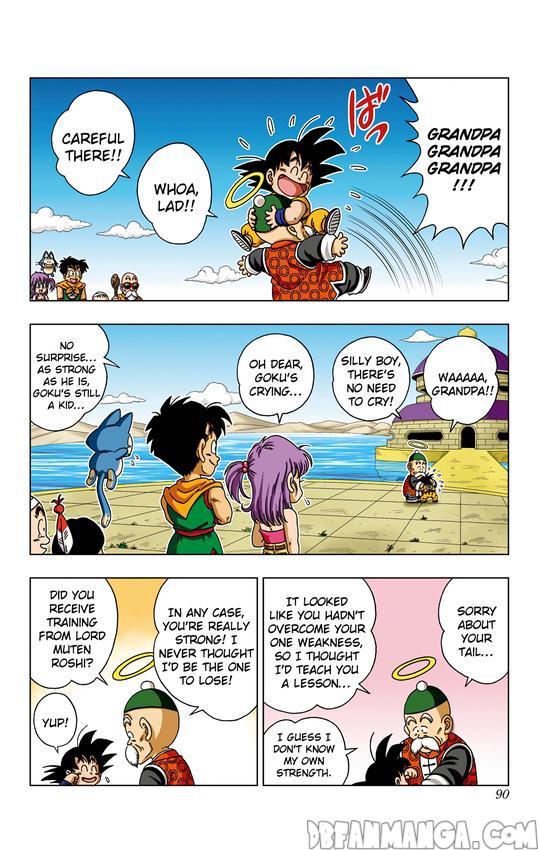 GRANDPA
GRANDPA
GRANDPA
!!!
ばっ
WHOA,
LAD!!
CAREFUL
THERE!!
WAAAAA,
GRANDPA!!
SILLY BOY,
THERE'S
NO NEED
TO CRY!
OH DEAR,
GOKU'S
CRYING...
NO
SURPRISE...
AS STRONG
AS HE IS,
GOKU'S STILL
A KID...
SORRY
ABOUT
YOUR
TAIL...
IT LOOKED
LIKE YOU HADN'T
OVERCOME YOUR
ONE WEAKNESS,
SO I THOUGHT
I'D TEACH YOU
A LESSON...
I GUESS I
DON'T KNOW
MY OWN
STRENGTH.
IN ANY CASE,
YOU'RE REALLY
STRONG! I
NEVER THOUGHT
I'D BE THE ONE
TO LOSE!
DID YOU
RECEIVE
TRAINING
FROM LORD
MUTEN
ROSHI?
YUP!
90
DBFANMANGA.COM